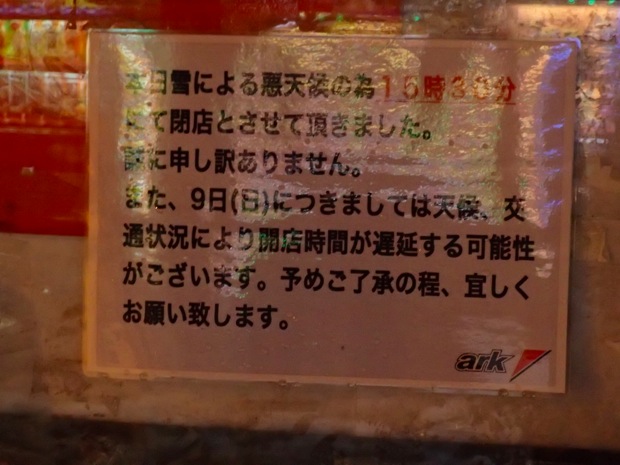 本日雪による悪天候の為15時30分
にて閉店とさせて頂きました。
誠に申し訳ありません。
また、9日(日)につきましては天候、交
通状況により開店時間が遅延する可能性
がございます。予めご了承の程、宜しく
お願い致します。
ark